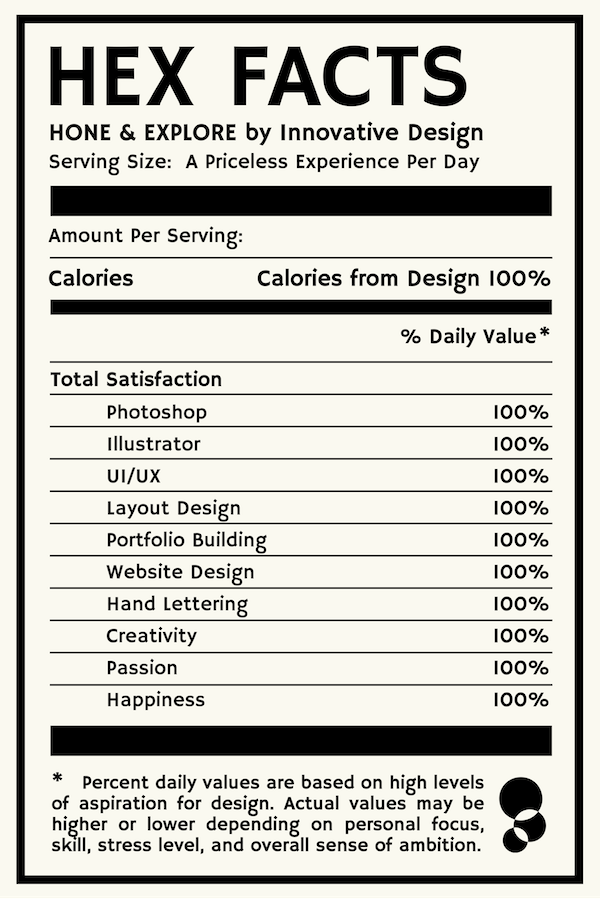 HEX FACTS
HONE & EXPLORE by Innovative Design
Serving Size: A Priceless Experience Per Day
Amount Per Serving:
Calories Calories from Design 100%
% Daily Value*
Total Satisfaction
Photoshop 100%
Illustrator 100%
UI/UX 100%
Layout Design 100%
Portfolio Building 100%
Website Design 100%
Hand Lettering 100%
Creativity 100%
Passion 100%
Happiness 100%
* Percent daily values are based on high levels
of aspiration for design. Actual values may be
higher or lower depending on personal focus,
skill, stress level, and overall sense of ambition.